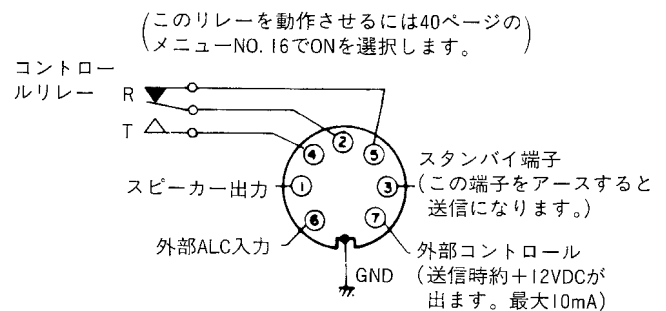 (このリレーを動作させるには40ページの
メニューNO. 16でONを選択します。)
コントロー
ルリレー
R
T
4
2
5
スピーカー出力
1
3
スタンバイ端子
(この端子をアースすると
送信になります。)
外部ALC入力
6
7
外部コントロール
(送信時約+12VDCが
出ます。最大10mA)
GND